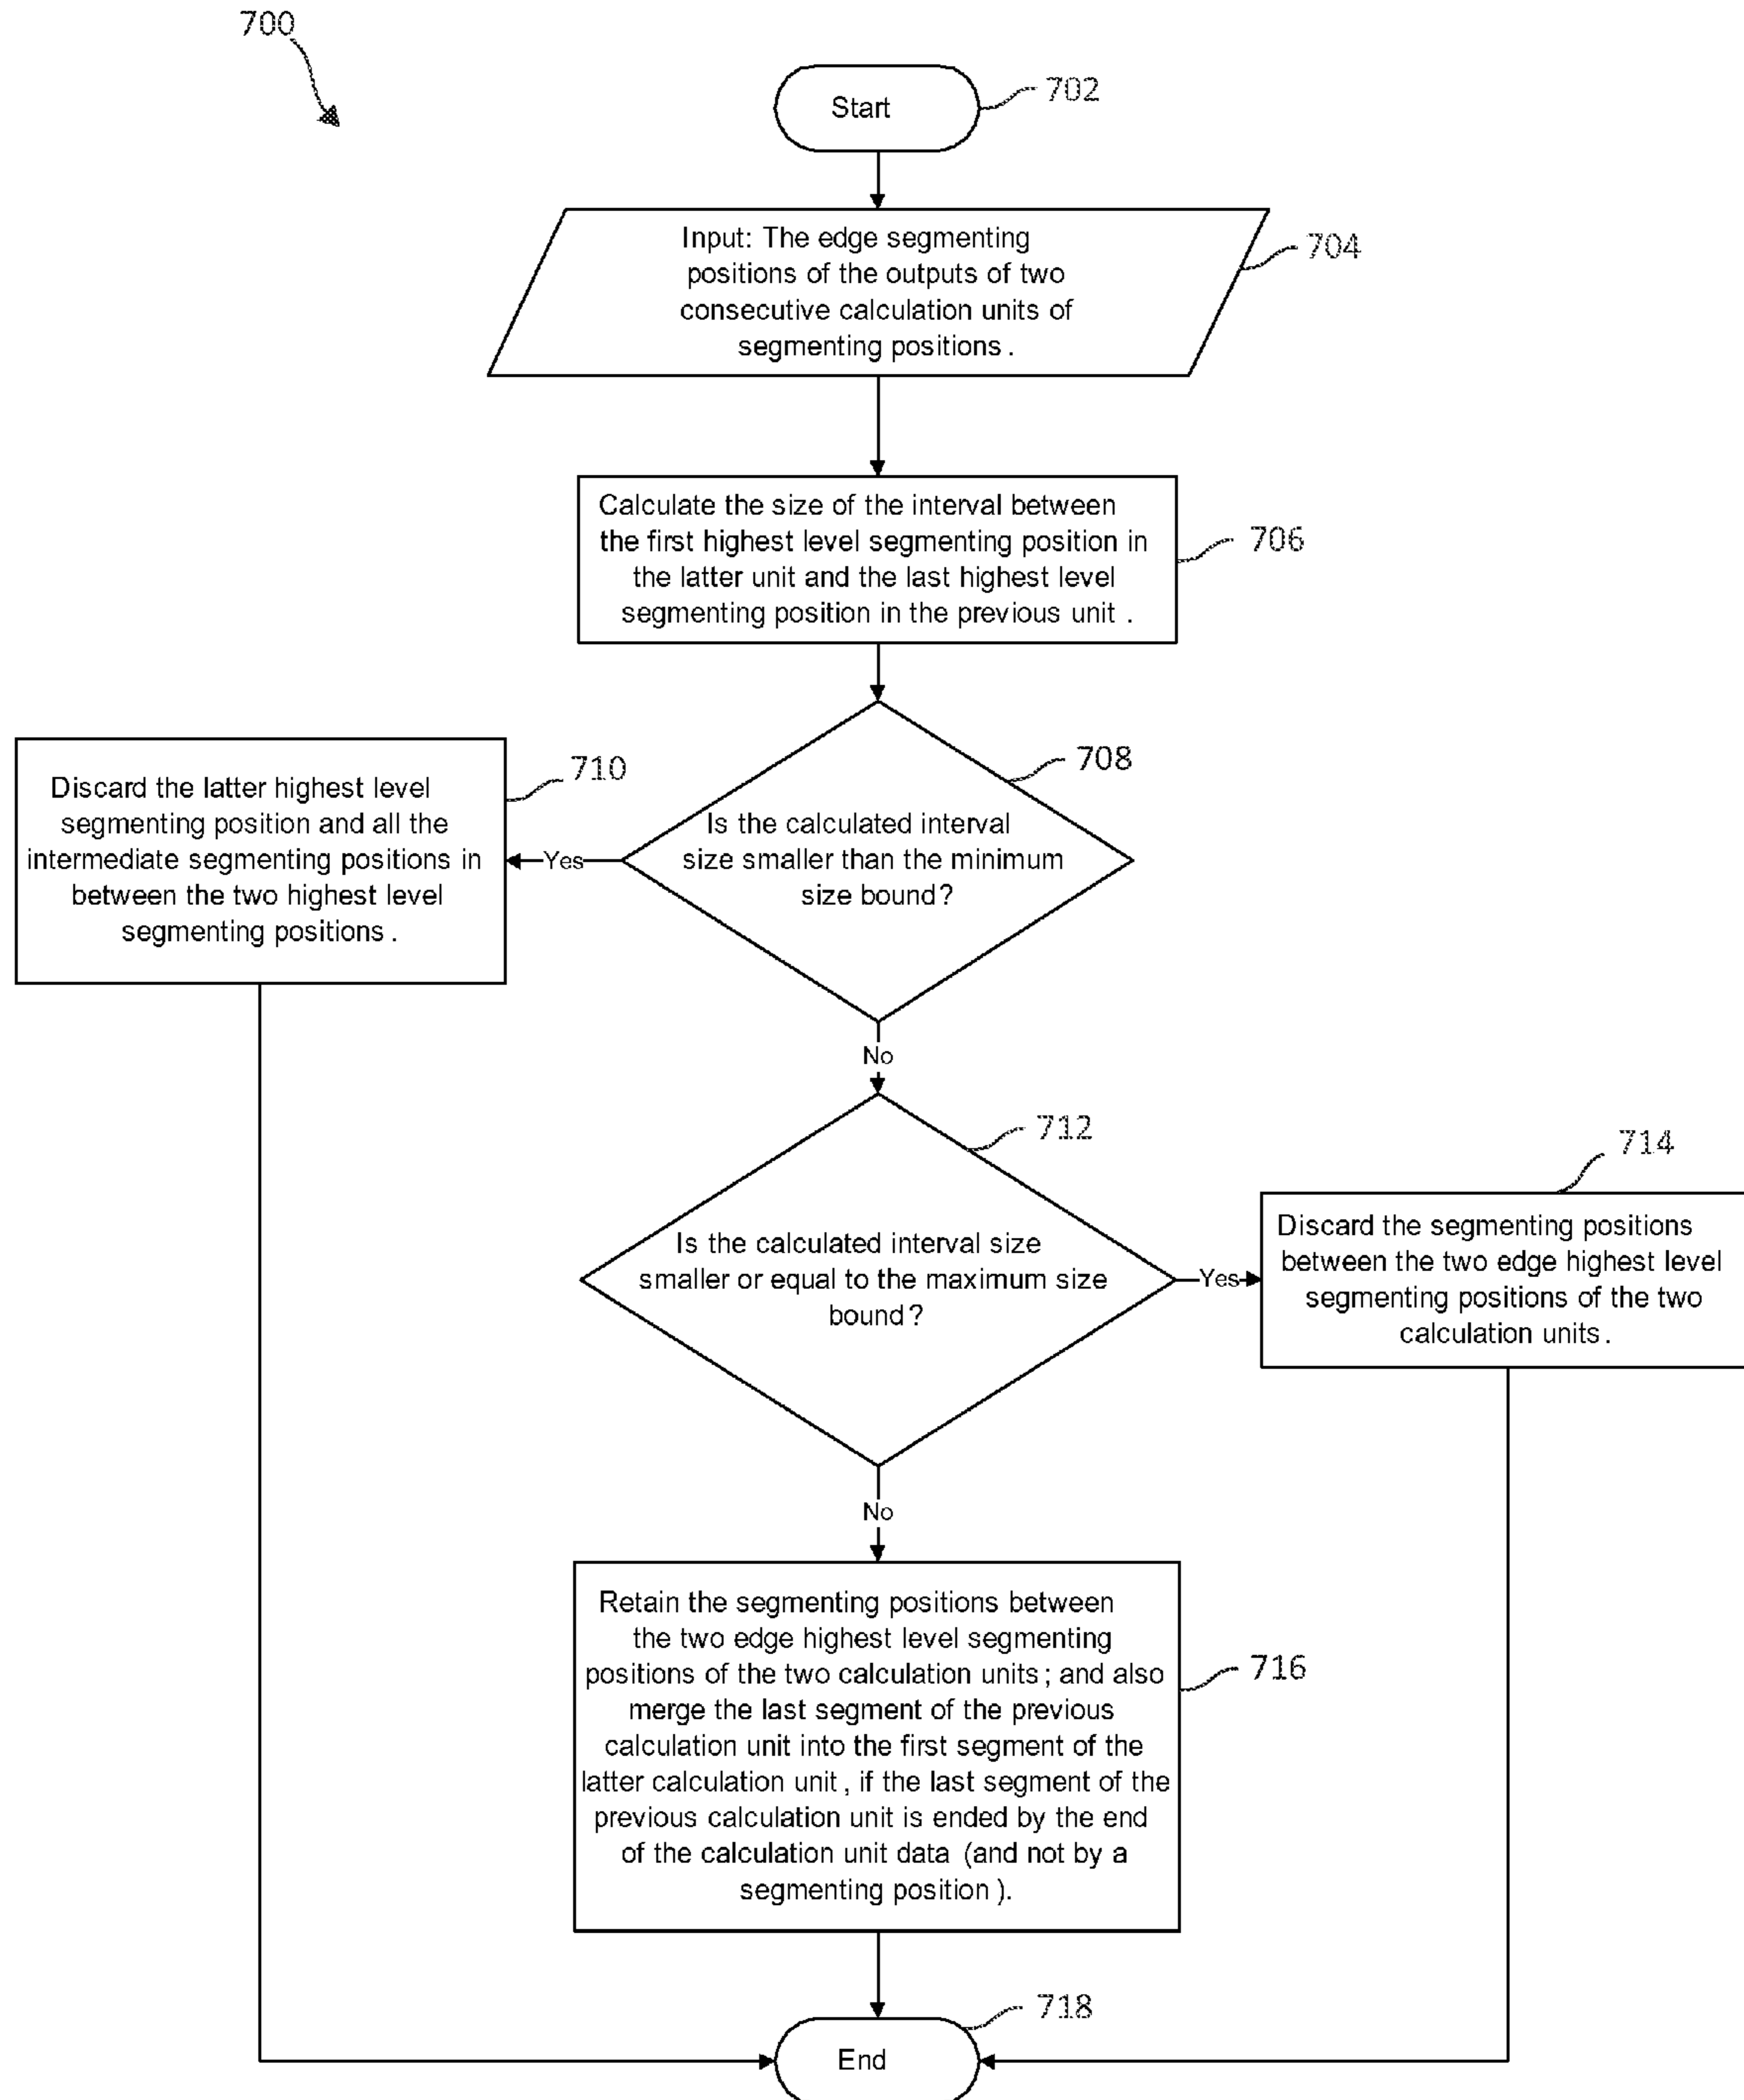 700
Start
702
Input: The edge segmenting
positions of the outputs of two
consecutive calculation units of
segmenting positions.
704
Calculate the size of the interval between
the first highest level segmenting position in
the latter unit and the last highest level
segmenting position in the previous unit.
706
708
Is the calculated interval
size smaller than the minimum
size bound?
Yes
710
Discard the latter highest level
segmenting position and all the
intermediate segmenting positions in
between the two highest level
segmenting positions.
No
712
Is the calculated interval size
smaller or equal to the maximum size
bound?
Yes
714
Discard the segmenting positions
between the two edge highest level
segmenting positions of the two
calculation units.
No
Retain the segmenting positions between
the two edge highest level segmenting
positions of the two calculation units; and also
merge the last segment of the previous
calculation unit into the first segment of the
latter calculation unit, if the last segment of the
previous calculation unit is ended by the end
of the calculation unit data (and not by a
segmenting position).
716
718
End